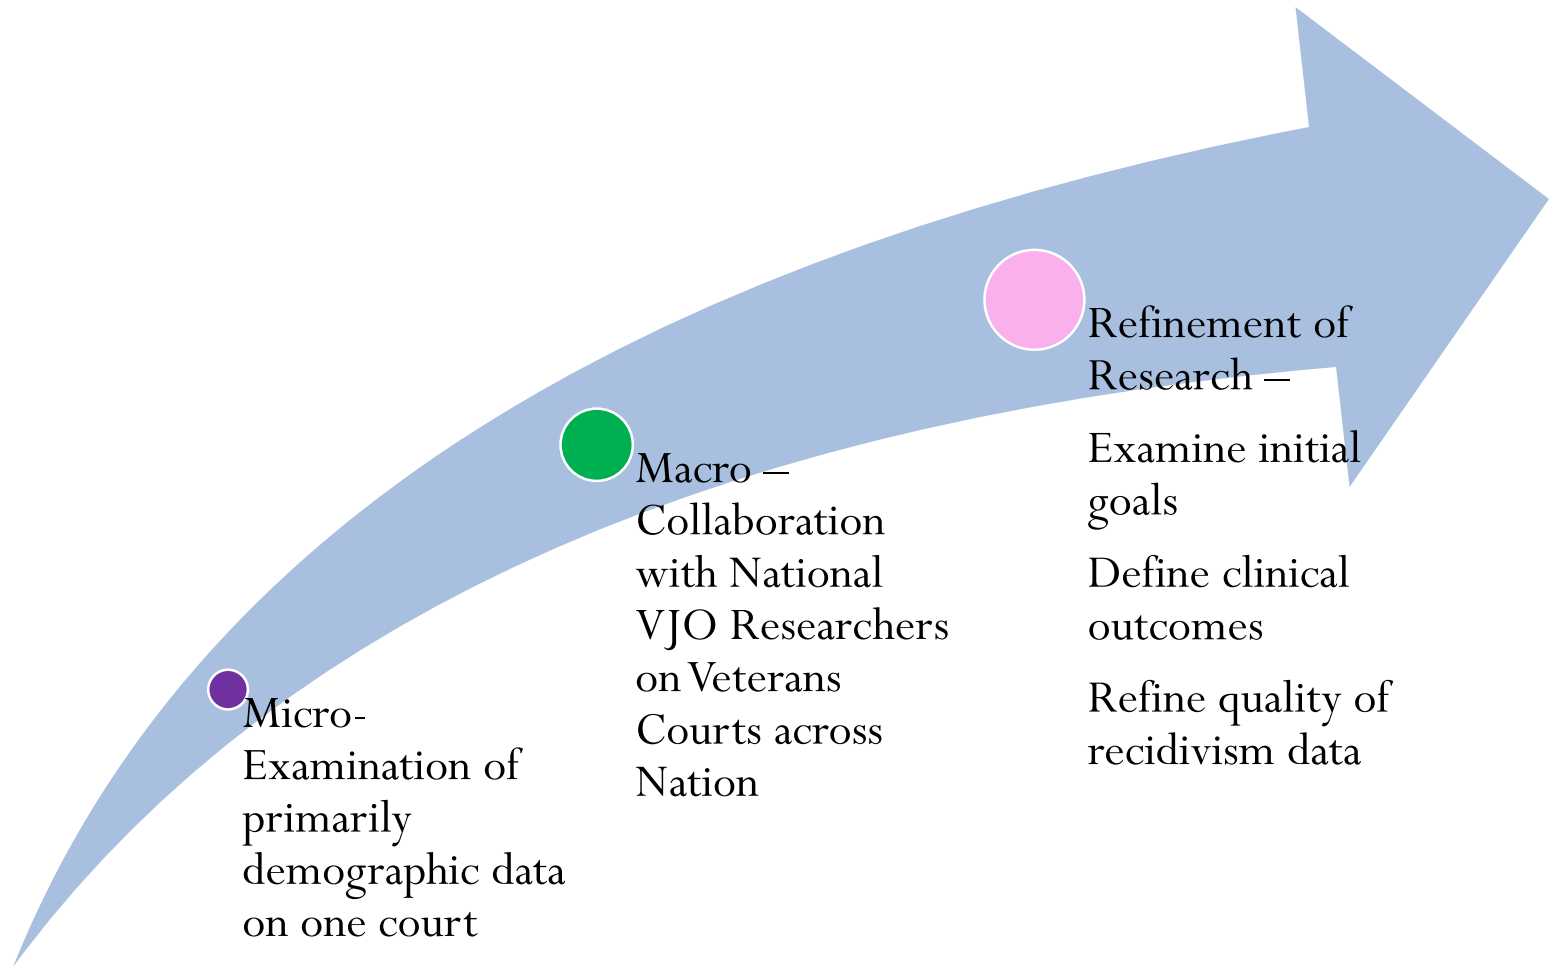 Micro-
Examination of
primarily
demographic data
on one court
Macro –
Collaboration
with National
VJO Researchers
on Veterans
Courts across
Nation
Refinement of
Research –
Examine initial
goals
Define clinical
outcomes
Refine quality of
recidivism data